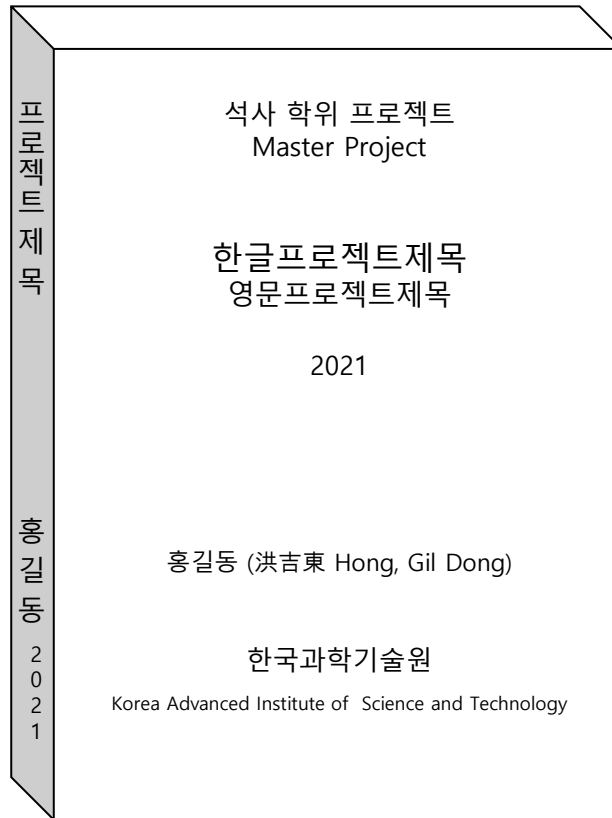 프로젝트 제목
홍길동 2021
석사 학위 프로젝트
Master Project
한글프로젝트제목
영문프로젝트제목
2021
홍길동 (洪吉東 Hong, Gil Dong)
한국과학기술원
Korea Advanced Institute of Science and Technology